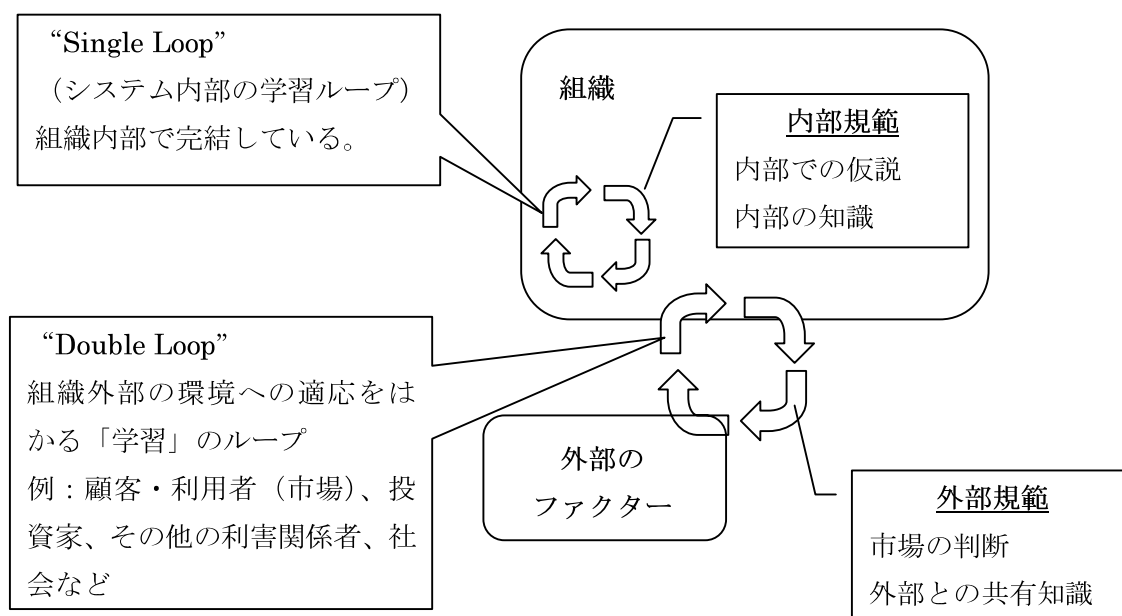 “Single Loop”
（システム内部の学習ループ）
組織内部で完結している。
組織
内部規範
内部での仮説
内部の知識
“Double Loop”
組織外部の環境への適応をは
かる「学習」のループ
例：顧客・利用者（市場）、投
資家、その他の利害関係者、社
会など
外部の
ファクター
外部規範
市場の判断
外部との共有知識